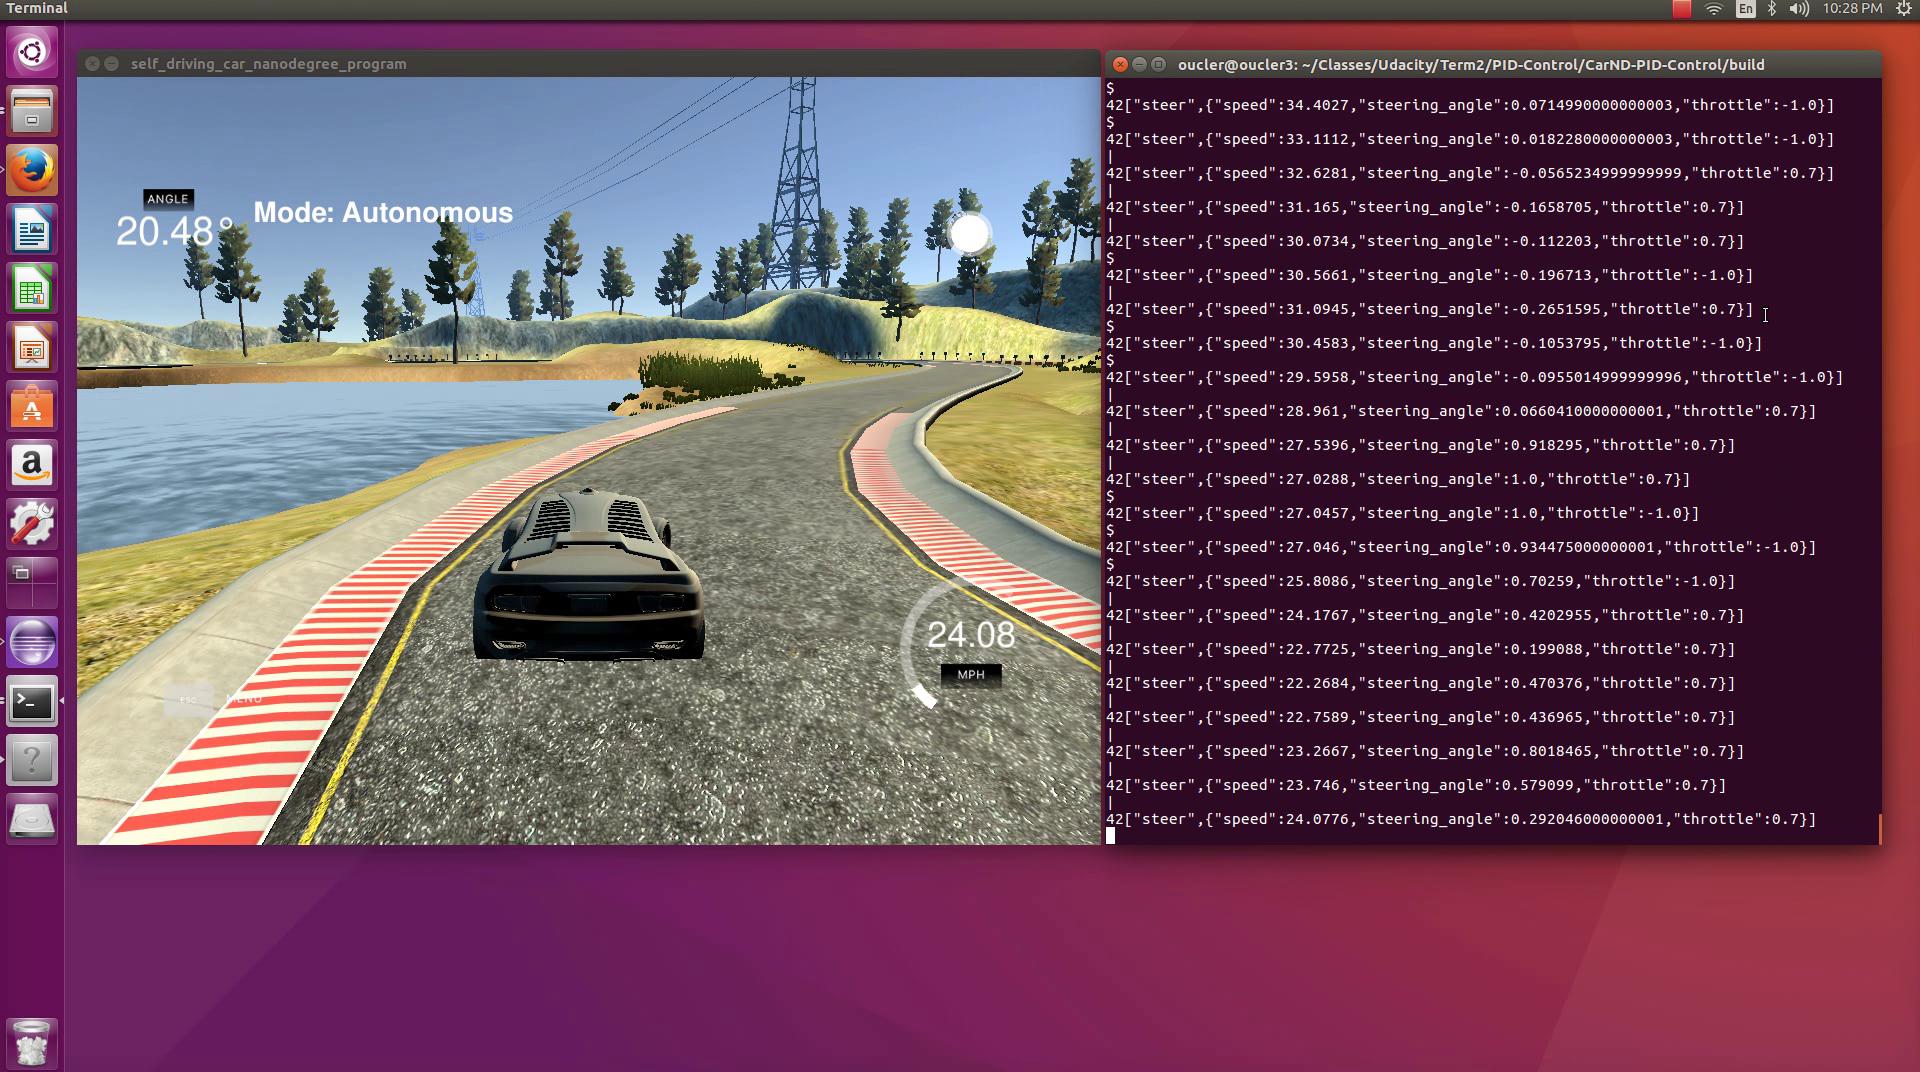 Terminal
En
10:28 PM
self_driving_car_nanodegree_program
ANGLE
20.48°
Mode: Autonomous
24.08
MPH
ESC
MENU
oucler@oucler3: ~/Classes/Udacity/Term2/PID-Control/CarND-PID-Control/build
$
42["steer",{"speed":34.4027,"steering_angle":0.0714990000000003,"throttle":-1.0}]
$
42["steer",{"speed":33.1112,"steering_angle":0.0182280000000003,"throttle":-1.0}]
|
42["steer",{"speed":32.6281,"steering_angle":-0.0565234999999999,"throttle":0.7}]
|
42["steer",{"speed":31.165,"steering_angle":-0.1658705,"throttle":0.7}]
|
42["steer",{"speed":30.0734,"steering_angle":-0.112203,"throttle":0.7}]
$
42["steer",{"speed":30.5661,"steering_angle":-0.196713,"throttle":-1.0}]
|
42["steer",{"speed":31.0945,"steering_angle":-0.2651595,"throttle":0.7}]
$
42["steer",{"speed":30.4583,"steering_angle":-0.1053795,"throttle":-1.0}]
$
42["steer",{"speed":29.5958,"steering_angle":-0.0955014999999996,"throttle":-1.0}]
|
42["steer",{"speed":28.961,"steering_angle":0.0660410000000001,"throttle":0.7}]
|
42["steer",{"speed":27.5396,"steering_angle":0.918295,"throttle":0.7}]
|
42["steer",{"speed":27.0288,"steering_angle":1.0,"throttle":0.7}]
$
42["steer",{"speed":27.0457,"steering_angle":1.0,"throttle":-1.0}]
$
42["steer",{"speed":27.046,"steering_angle":0.934475000000001,"throttle":-1.0}]
$
42["steer",{"speed":25.8086,"steering_angle":0.70259,"throttle":-1.0}]
|
42["steer",{"speed":24.1767,"steering_angle":0.4202955,"throttle":0.7}]
|
42["steer",{"speed":22.7725,"steering_angle":0.199088,"throttle":0.7}]
|
42["steer",{"speed":22.2684,"steering_angle":0.470376,"throttle":0.7}]
|
42["steer",{"speed":22.7589,"steering_angle":0.436965,"throttle":0.7}]
|
42["steer",{"speed":23.2667,"steering_angle":0.8018465,"throttle":0.7}]
|
42["steer",{"speed":23.746,"steering_angle":0.579099,"throttle":0.7}]
|
42["steer",{"speed":24.0776,"steering_angle":0.292046000000001,"throttle":0.7}]